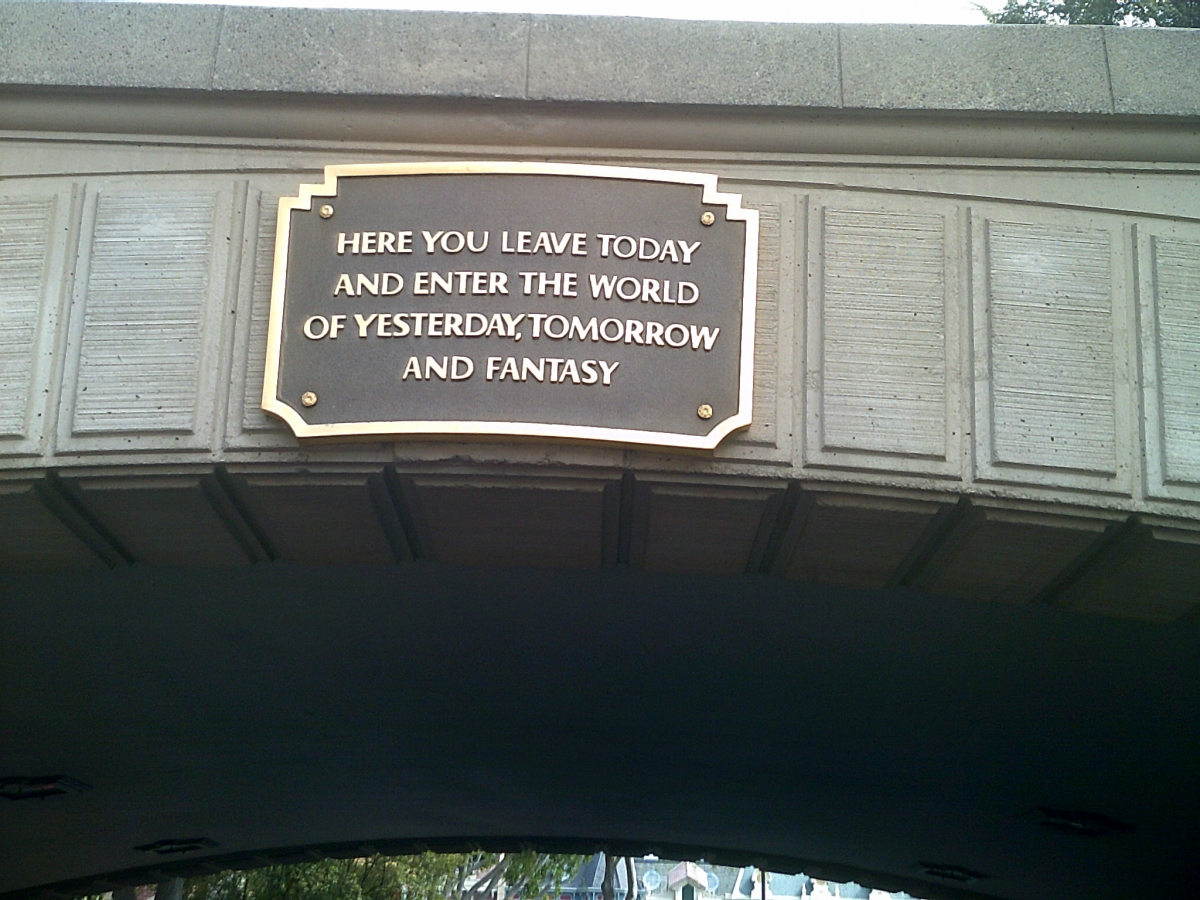 HERE YOU LEAVE TODAY
AND ENTER THE WORLD
OF YESTERDAY, TOMORROW
AND FANTASY